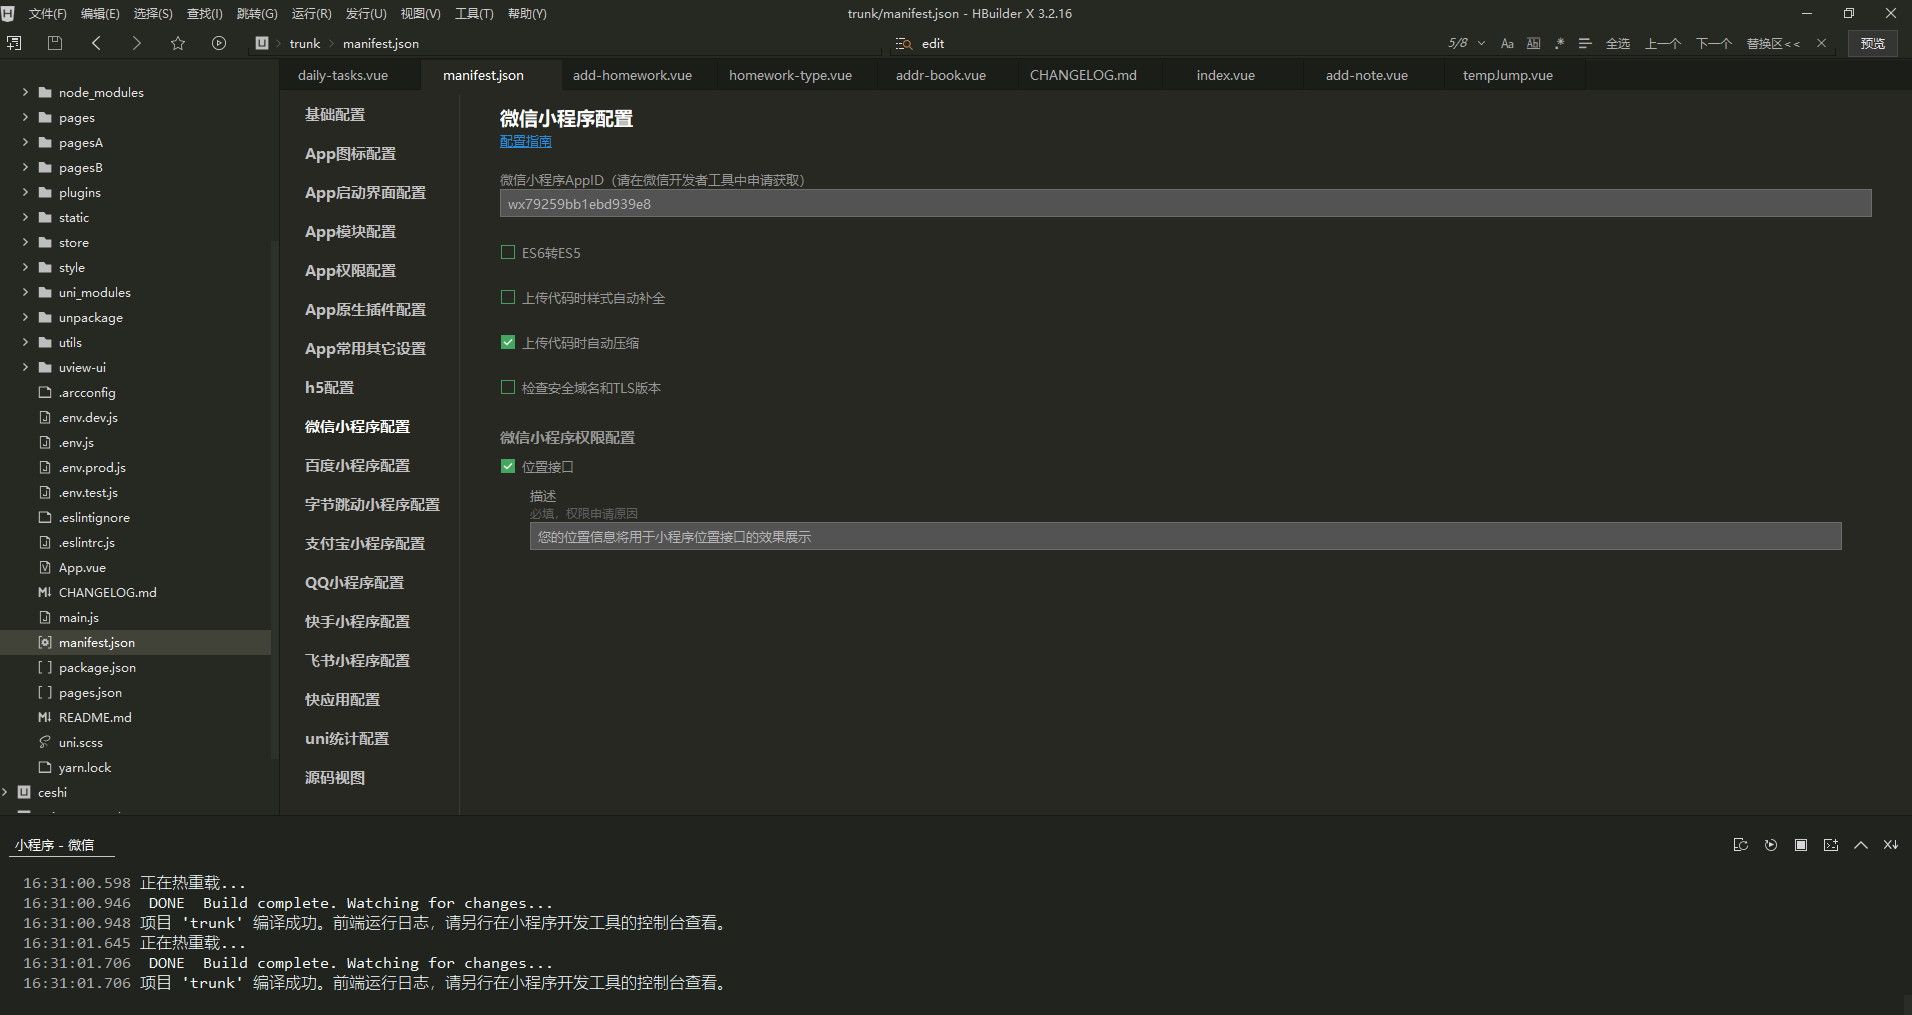 文件(F) 编辑(E) 选择(S) 查找(I) 跳转(G) 运行(R) 发行(U) 视图(V) 工具(T) 帮助(Y) trunk/manifest.json - HBuilder X 3.2.16
trunk manifest.json edit 5/8 Aa Ab .* 全选 上一个 下一个 替换区<< 预览
daily-tasks.vue manifest.json add-homework.vue homework-type.vue addr-book.vue CHANGELOG.md index.vue add-note.vue tempJump.vue
node_modules
pages
pagesA
pagesB
plugins
static
store
style
uni_modules
unpackage
utils
uview-ui
.arcconfig
.env.dev.js
.env.js
.env.prod.js
.env.test.js
.eslintignore
.eslintrc.js
App.vue
CHANGELOG.md
main.js
manifest.json
package.json
pages.json
README.md
uni.scss
yarn.lock
ceshi
基础配置
App图标配置
App启动界面配置
App模块配置
App权限配置
App原生插件配置
App常用其它设置
h5配置
微信小程序配置
百度小程序配置
字节跳动小程序配置
支付宝小程序配置
QQ小程序配置
快手小程序配置
飞书小程序配置
快应用配置
uni统计配置
源码视图
微信小程序配置
配置指南
微信小程序AppID（请在微信开发者工具中申请获取）
wx79259bb1ebd939e8
ES6转ES5
上传代码时样式自动补全
上传代码时自动压缩
检查安全域名和TLS版本
微信小程序权限配置
位置接口
描述
必填，权限申请原因
您的位置信息将用于小程序位置接口的效果展示
小程序 - 微信
16:31:00.598 正在热重载...
16:31:00.946 DONE Build complete. Watching for changes...
16:31:00.948 项目 'trunk' 编译成功。前端运行日志，请另行在小程序开发工具的控制台查看。
16:31:01.645 正在热重载...
16:31:01.706 DONE Build complete. Watching for changes...
16:31:01.706 项目 'trunk' 编译成功。前端运行日志，请另行在小程序开发工具的控制台查看。